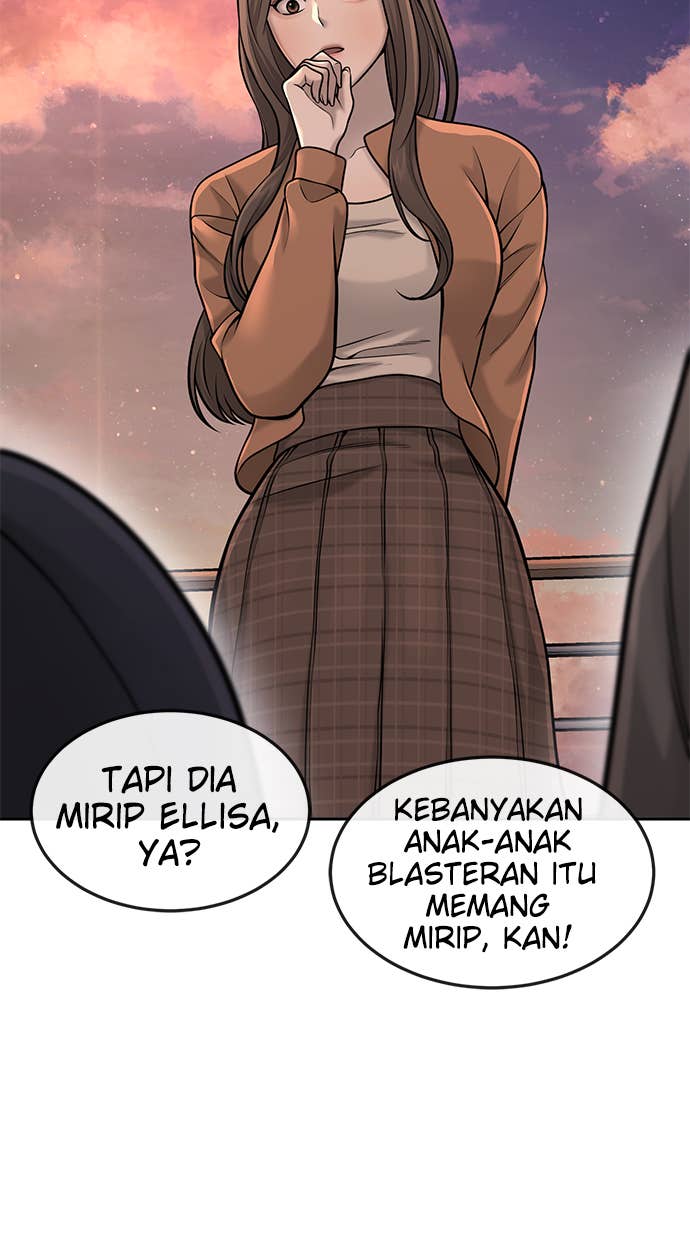 TAPI DIA
MIRIP ELLISA,
YA?
KEBANYAKAN
ANAK-ANAK
BLASTERAN ITU
MEMANG
MIRIP, KAN!